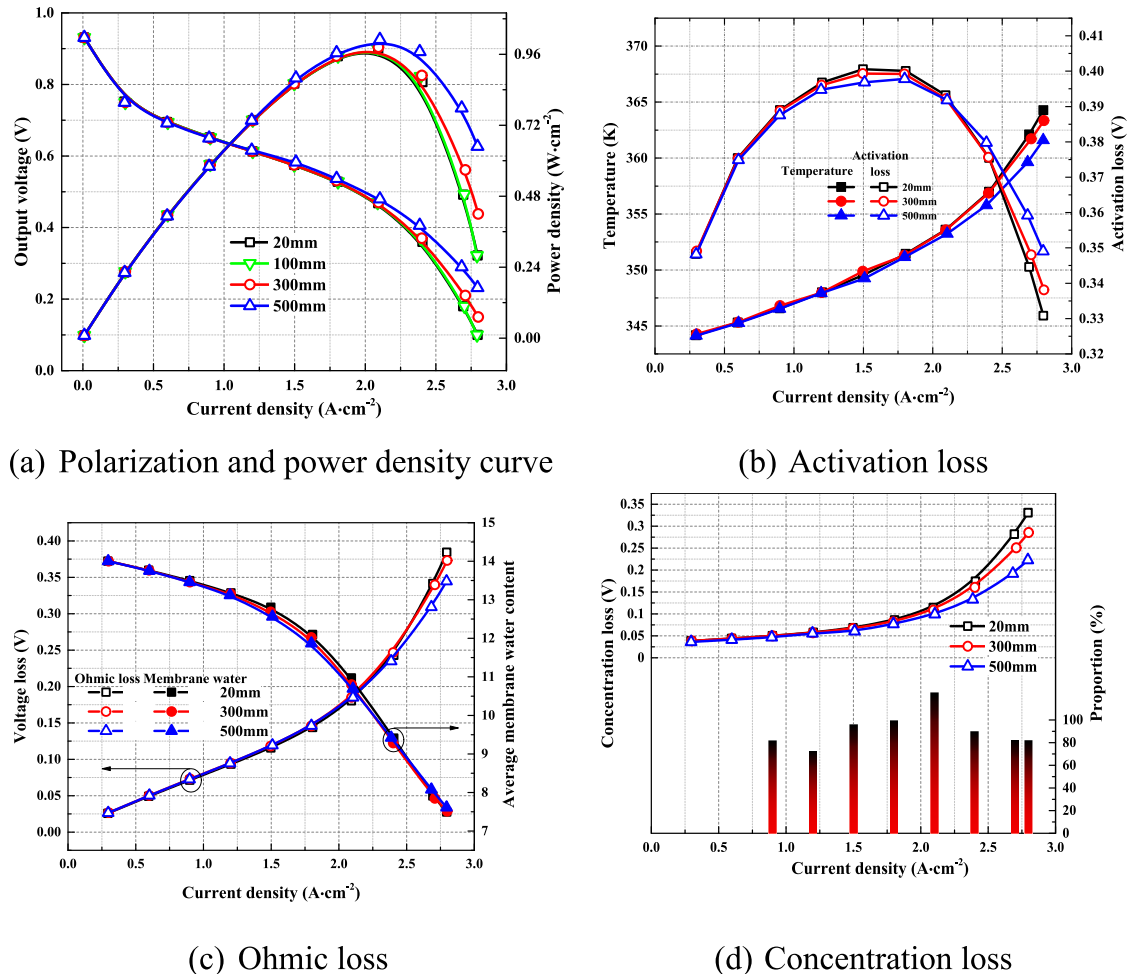 1.0
0.9
0.8
0.7
0.6
0.5
0.4
0.3
0.2
0.1
0.0
Output voltage (V)
0.96
0.72
0.48
0.24
0.00
Power density (W·cm-2)
20mm
100mm
300mm
500mm
0.0 0.5 1.0 1.5 2.0 2.5 3.0
Current density (A·cm-2)
(a) Polarization and power density curve
370
365
360
355
350
345
Temperature (K)
0.41
0.40
0.39
0.38
0.37
0.36
0.35
0.34
0.33
0.32
Activation loss (V)
Temperature Activation loss
20mm
300mm
500mm
0.0 0.5 1.0 1.5 2.0 2.5 3.0
Current density (A·cm-2)
(b) Activation loss
0.40
0.35
0.30
0.25
0.20
0.15
0.10
0.05
0.00
Voltage loss (V)
15
14
13
12
11
10
9
8
7
Average membrane water content
Ohmic loss Membrane water
20mm
300mm
500mm
0.0 0.5 1.0 1.5 2.0 2.5 3.0
Current density (A·cm-2)
(c) Ohmic loss
0.35
0.3
0.25
0.2
0.15
0.1
0.05
0
Concentration loss (V)
20mm
300mm
500mm
100
80
60
40
20
0
Proportion (%)
0.0 0.5 1.0 1.5 2.0 2.5 3.0
Current density (A·cm-2)
(d) Concentration loss